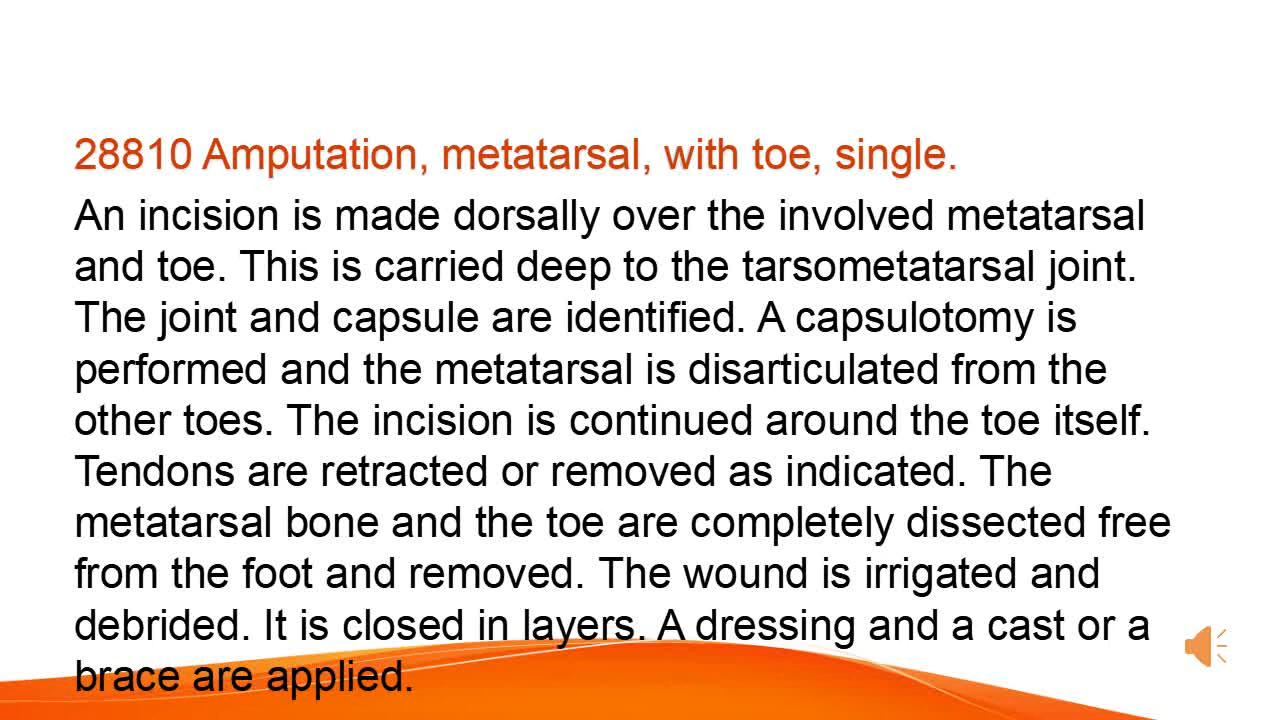 28810 Amputation, metatarsal, with toe, single.
An incision is made dorsally over the involved metatarsal
and toe. This is carried deep to the tarsometatarsal joint.
The joint and capsule are identified. A capsulotomy is
performed and the metatarsal is disarticulated from the
other toes. The incision is continued around the toe itself.
Tendons are retracted or removed as indicated. The
metatarsal bone and the toe are completely dissected free
from the foot and removed. The wound is irrigated and
debrided. It is closed in layers. A dressing and a cast or a
brace are applied.